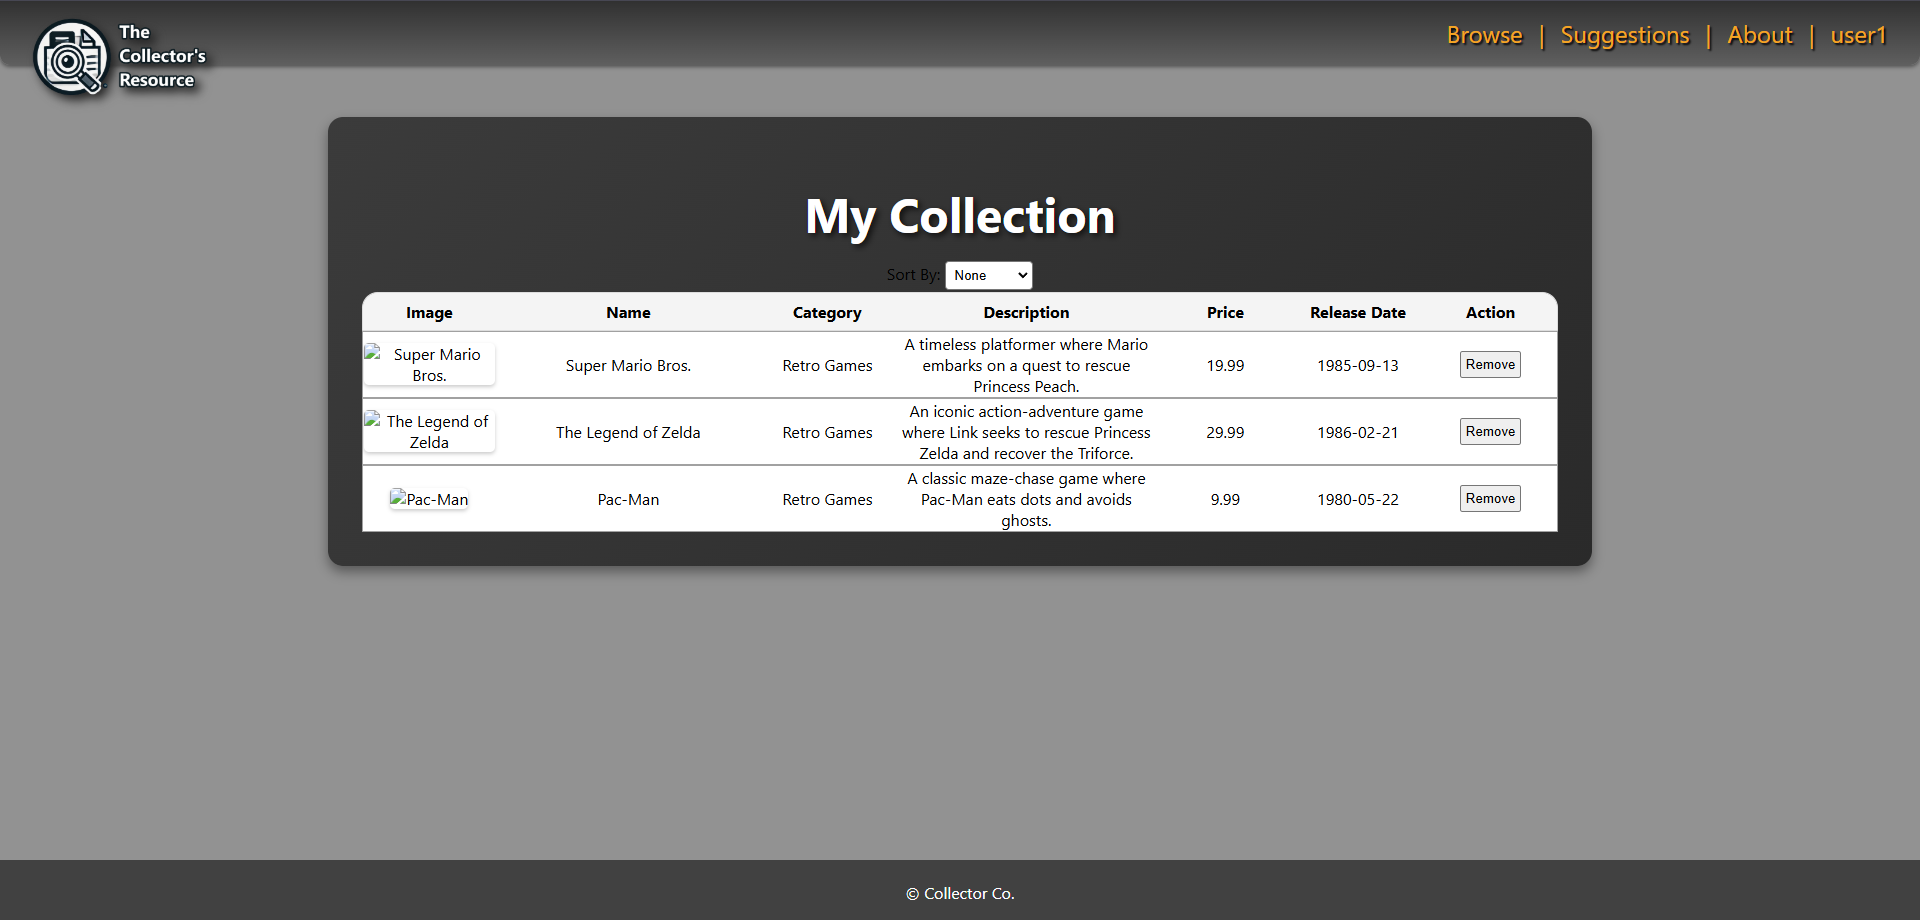 The
Collector's
Resource
Browse | Suggestions | About | user1
My Collection
Sort By: None
Image Name Category Description Price Release Date Action
Super Mario
Bros.
Super Mario Bros.
Retro Games
A timeless platformer where Mario
embarks on a quest to rescue
Princess Peach.
19.99
1985-09-13
Remove
The Legend of
Zelda
The Legend of Zelda
Retro Games
An iconic action-adventure game
where Link seeks to rescue Princess
Zelda and recover the Triforce.
29.99
1986-02-21
Remove
Pac-Man
Pac-Man
Retro Games
A classic maze-chase game where
Pac-Man eats dots and avoids
ghosts.
9.99
1980-05-22
Remove
© Collector Co.